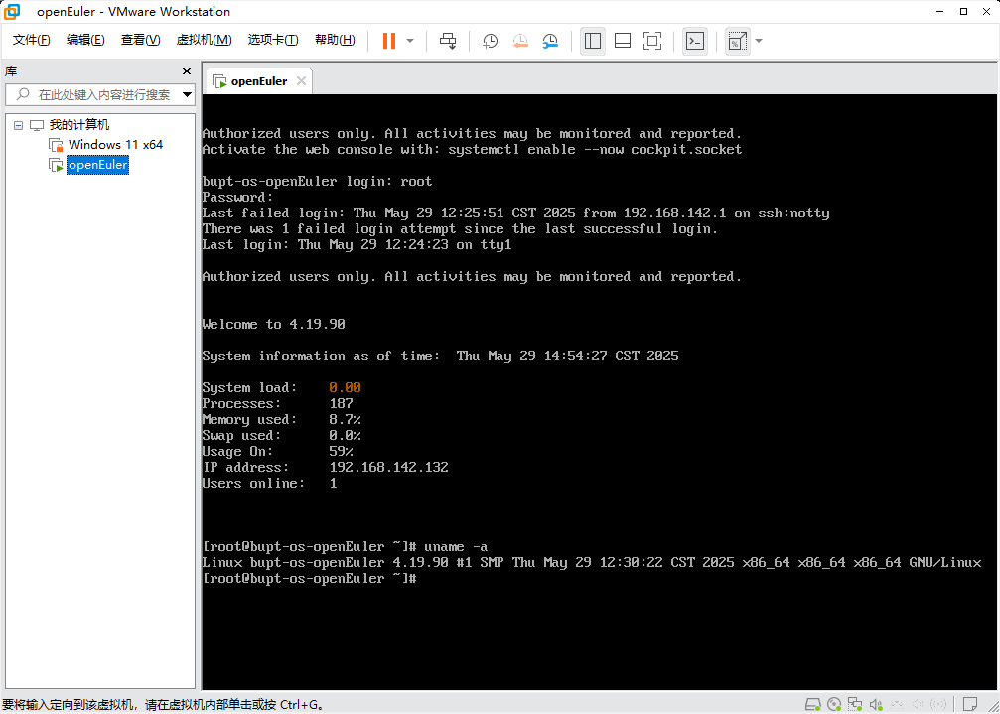 openEuler - VMware Workstation
文件(F) 编辑(E) 查看(V) 虚拟机(M) 选项卡(T) 帮助(H)
库
在此处键入内容进行搜索
我的计算机
Windows 11 x64
openEuler
openEuler
Authorized users only. All activities may be monitored and reported.
Activate the web console with: systemctl enable --now cockpit.socket
bupt-os-openEuler login: root
Password:
Last failed login: Thu May 29 12:25:51 CST 2025 from 192.168.142.1 on ssh:notty
There was 1 failed login attempt since the last successful login.
Last login: Thu May 29 12:24:23 on tty1
Authorized users only. All activities may be monitored and reported.
Welcome to 4.19.90
System information as of time:  Thu May 29 14:54:27 CST 2025
System load:    0.00
Processes:      187
Memory used:    8.7%
Swap used:      0.0%
Usage On:       59%
IP address:     192.168.142.132
Users online:   1
[root@bupt-os-openEuler ~]# uname -a
Linux bupt-os-openEuler 4.19.90 #1 SMP Thu May 29 12:30:22 CST 2025 x86_64 x86_64 x86_64 GNU/Linux
[root@bupt-os-openEuler ~]#
要将输入定向到该虚拟机，请在虚拟机内部单击或按 Ctrl+G。